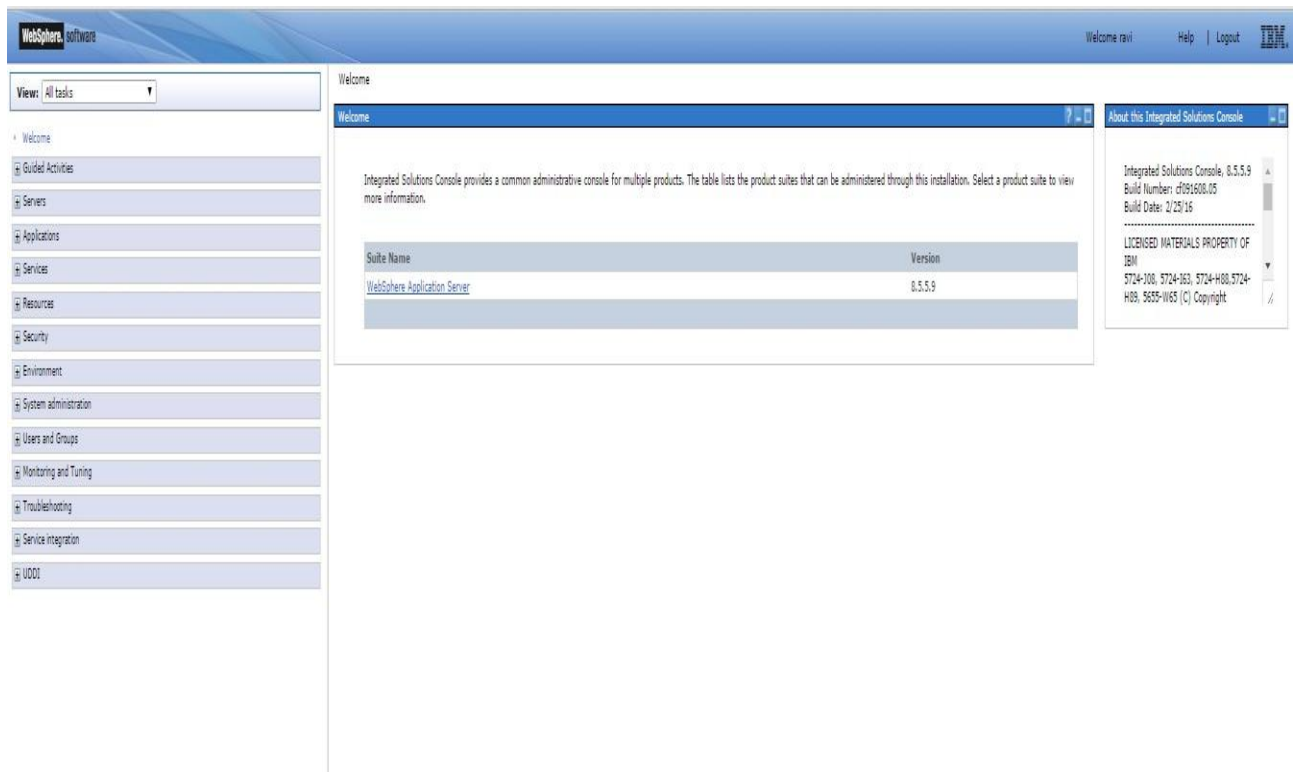 WebSphere. software
Welcome ravi Help | Logout IBM.
View: All tasks
Welcome
Guided Activities
Servers
Applications
Services
Resources
Security
Environment
System administration
Users and Groups
Monitoring and Tuning
Troubleshooting
Service integration
UDDI
Welcome
Welcome
Integrated Solutions Console provides a common administrative console for multiple products. The table lists the product suites that can be administered through this installation. Select a product suite to view
more information.
Suite Name Version
WebSphere Application Server 8.5.5.9
About this Integrated Solutions Console
Integrated Solutions Console, 8.5.5.9
Build Number: cf091608.05
Build Date: 2/25/16
----------------------------------------
LICENSED MATERIALS PROPERTY OF
IBM
5724-J08, 5724-I63, 5724-H88,5724-
H89, 5655-W65 (C) Copyright